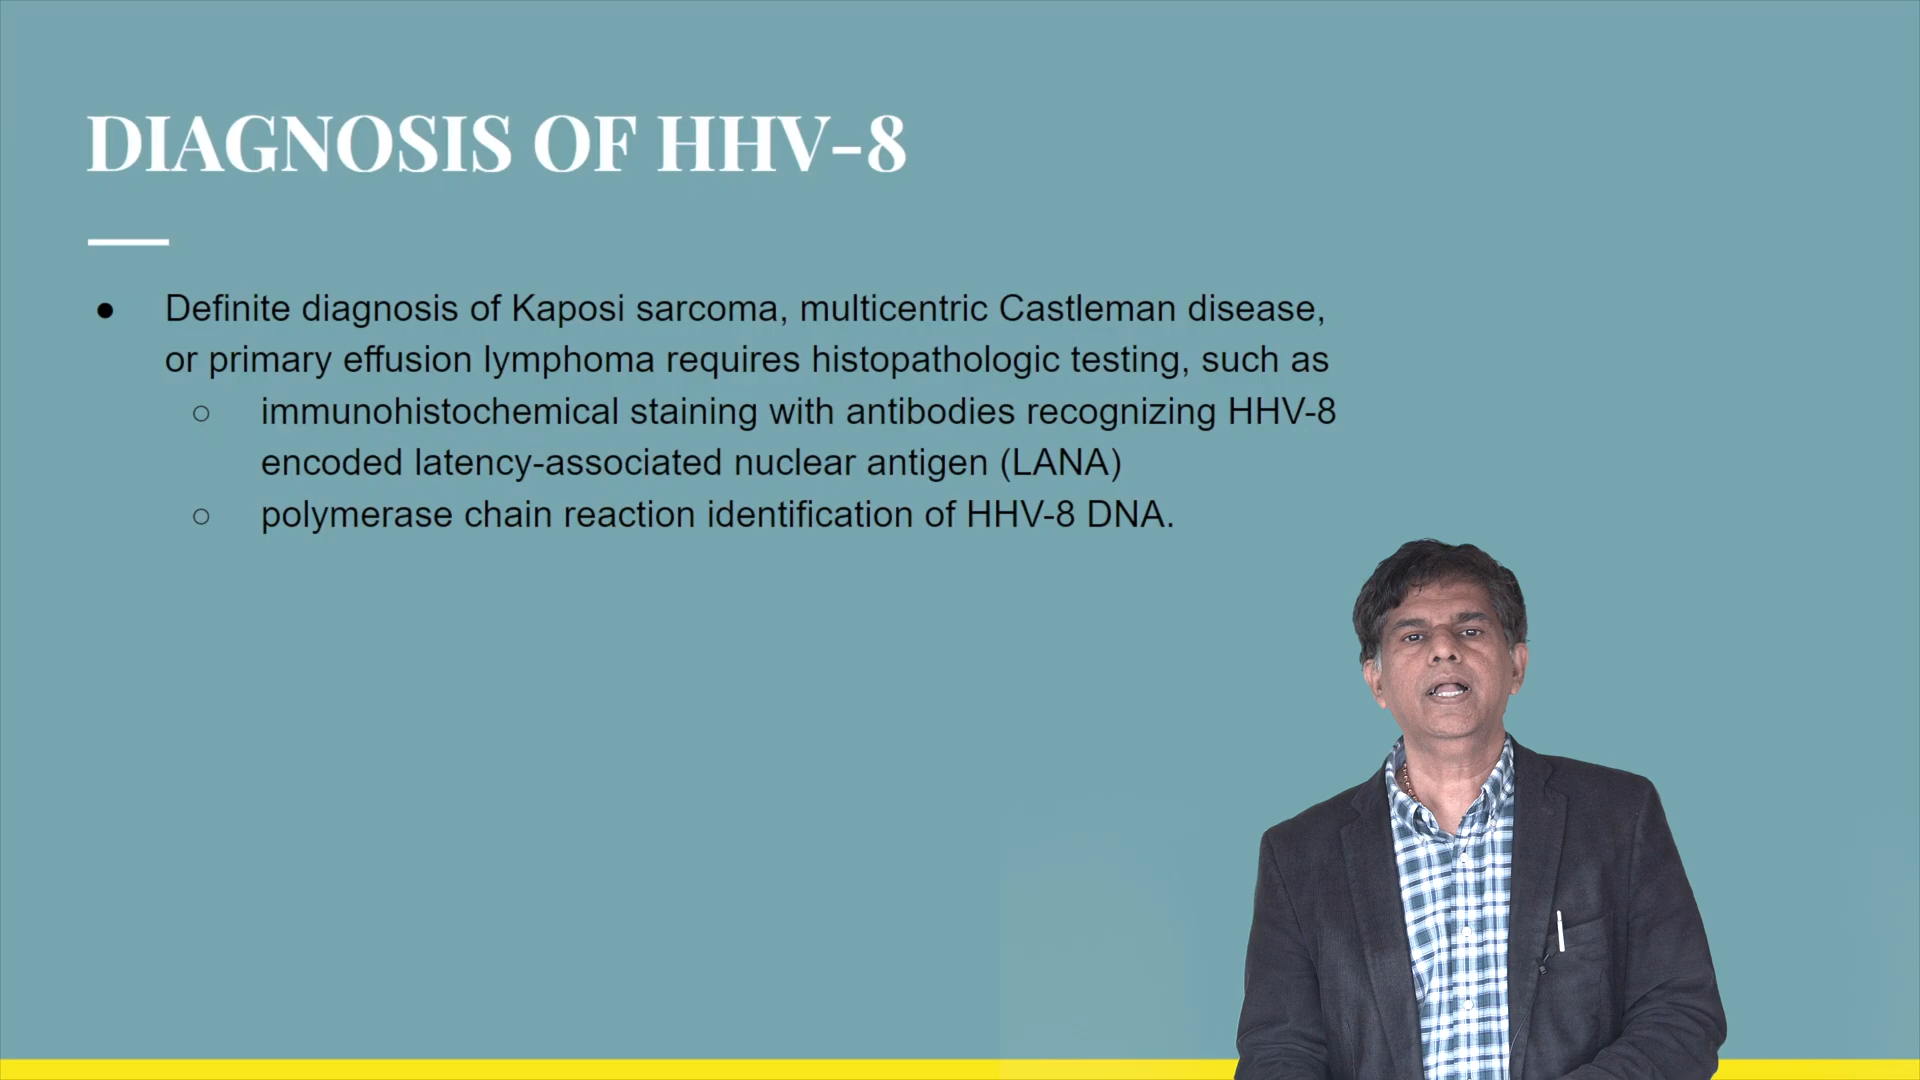 DIAGNOSIS OF HHV-8
● Definite diagnosis of Kaposi sarcoma, multicentric Castleman disease,
or primary effusion lymphoma requires histopathologic testing, such as
○ immunohistochemical staining with antibodies recognizing HHV-8
encoded latency-associated nuclear antigen (LANA)
○ polymerase chain reaction identification of HHV-8 DNA.